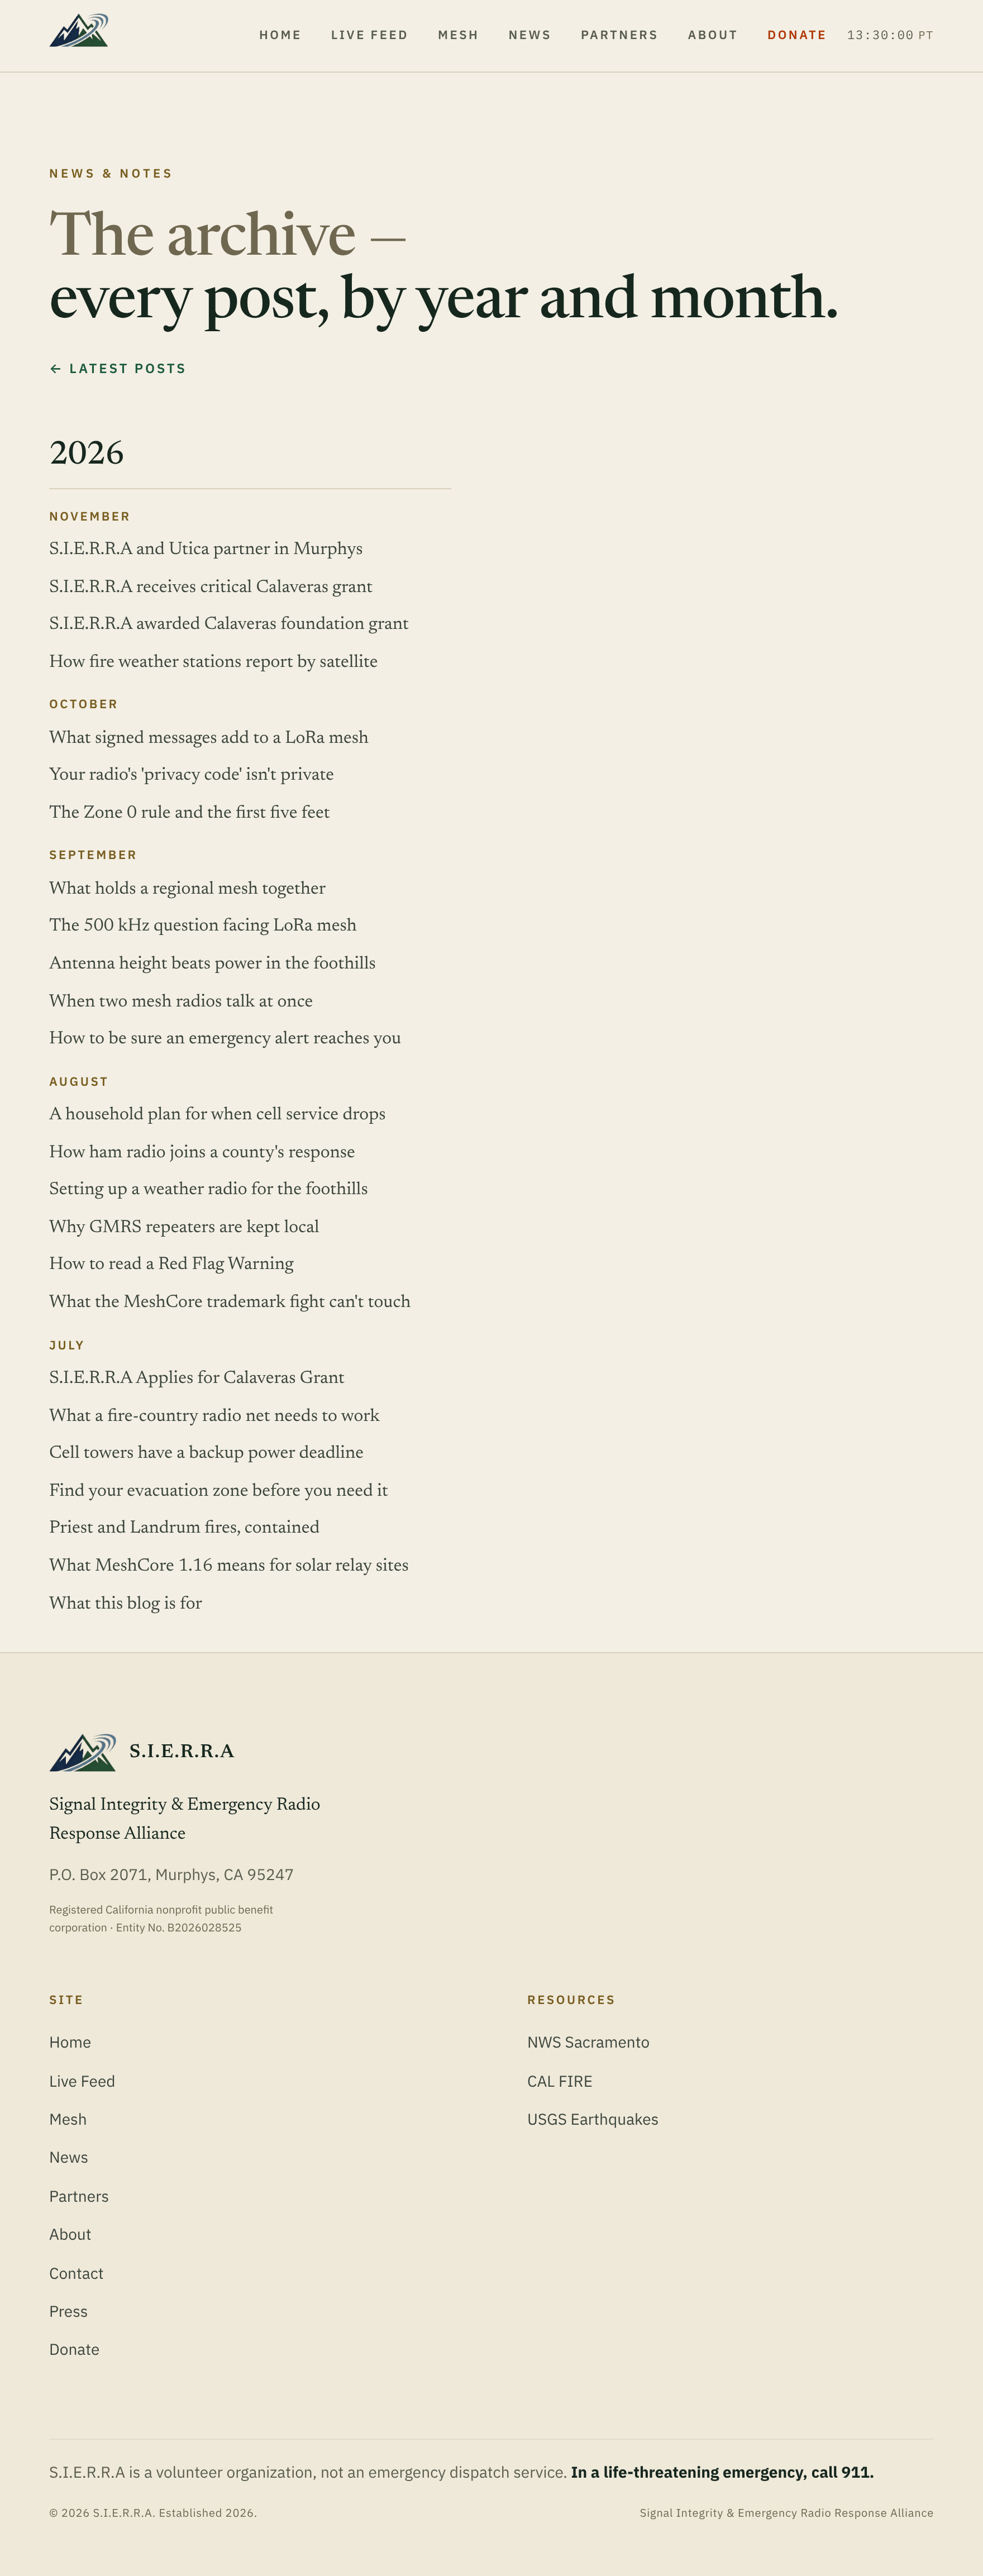 HOME LIVE FEED MESH NEWS PARTNERS ABOUT DONATE 13:30:00 PT
NEWS & NOTES
The archive —
every post, by year and month.
← LATEST POSTS
2026
NOVEMBER
S.I.E.R.R.A and Utica partner in Murphys
S.I.E.R.R.A receives critical Calaveras grant
S.I.E.R.R.A awarded Calaveras foundation grant
How fire weather stations report by satellite
OCTOBER
What signed messages add to a LoRa mesh
Your radio's 'privacy code' isn't private
The Zone 0 rule and the first five feet
SEPTEMBER
What holds a regional mesh together
The 500 kHz question facing LoRa mesh
Antenna height beats power in the foothills
When two mesh radios talk at once
How to be sure an emergency alert reaches you
AUGUST
A household plan for when cell service drops
How ham radio joins a county's response
Setting up a weather radio for the foothills
Why GMRS repeaters are kept local
How to read a Red Flag Warning
What the MeshCore trademark fight can't touch
JULY
S.I.E.R.R.A Applies for Calaveras Grant
What a fire-country radio net needs to work
Cell towers have a backup power deadline
Find your evacuation zone before you need it
Priest and Landrum fires, contained
What MeshCore 1.16 means for solar relay sites
What this blog is for
S.I.E.R.R.A
Signal Integrity & Emergency Radio
Response Alliance
P.O. Box 2071, Murphys, CA 95247
Registered California nonprofit public benefit
corporation · Entity No. B2026028525
SITE
Home
Live Feed
Mesh
News
Partners
About
Contact
Press
Donate
RESOURCES
NWS Sacramento
CAL FIRE
USGS Earthquakes
S.I.E.R.R.A is a volunteer organization, not an emergency dispatch service. In a life-threatening emergency, call 911.
© 2026 S.I.E.R.R.A. Established 2026.
Signal Integrity & Emergency Radio Response Alliance